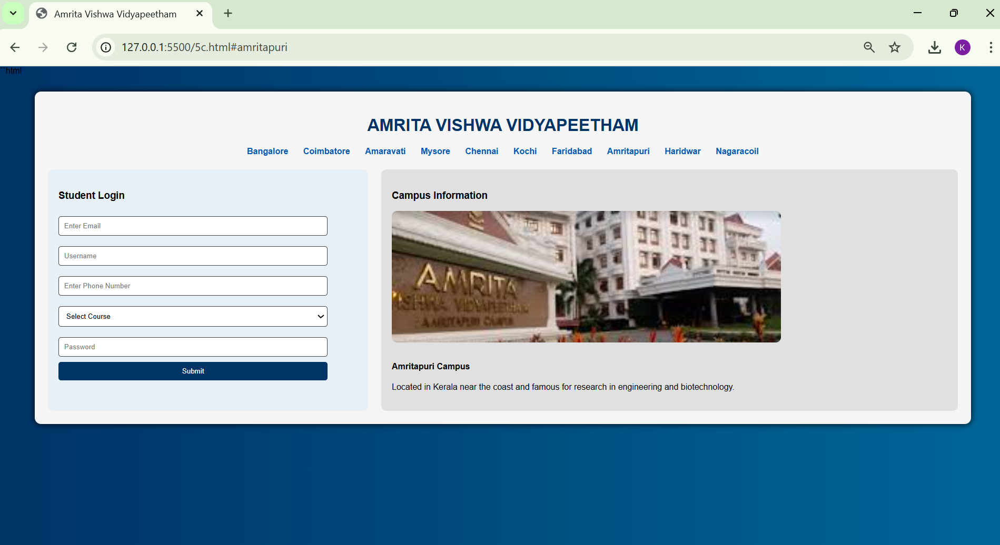 Amrita Vishwa Vidyapeetham
127.0.0.1:5500/5c.html#amritapuri
K
``html
AMRITA VISHWA VIDYAPEETHAM
Bangalore Coimbatore Amaravati Mysore Chennai Kochi Faridabad Amritapuri Haridwar Nagaracoil
Student Login
Enter Email
Username
Enter Phone Number
Select Course
Password
Submit
Campus Information
AMRITA
VISHWA VIDYAPEETHAM
AMRITAPURI CAMPUS
Amritapuri Campus
Located in Kerala near the coast and famous for research in engineering and biotechnology.